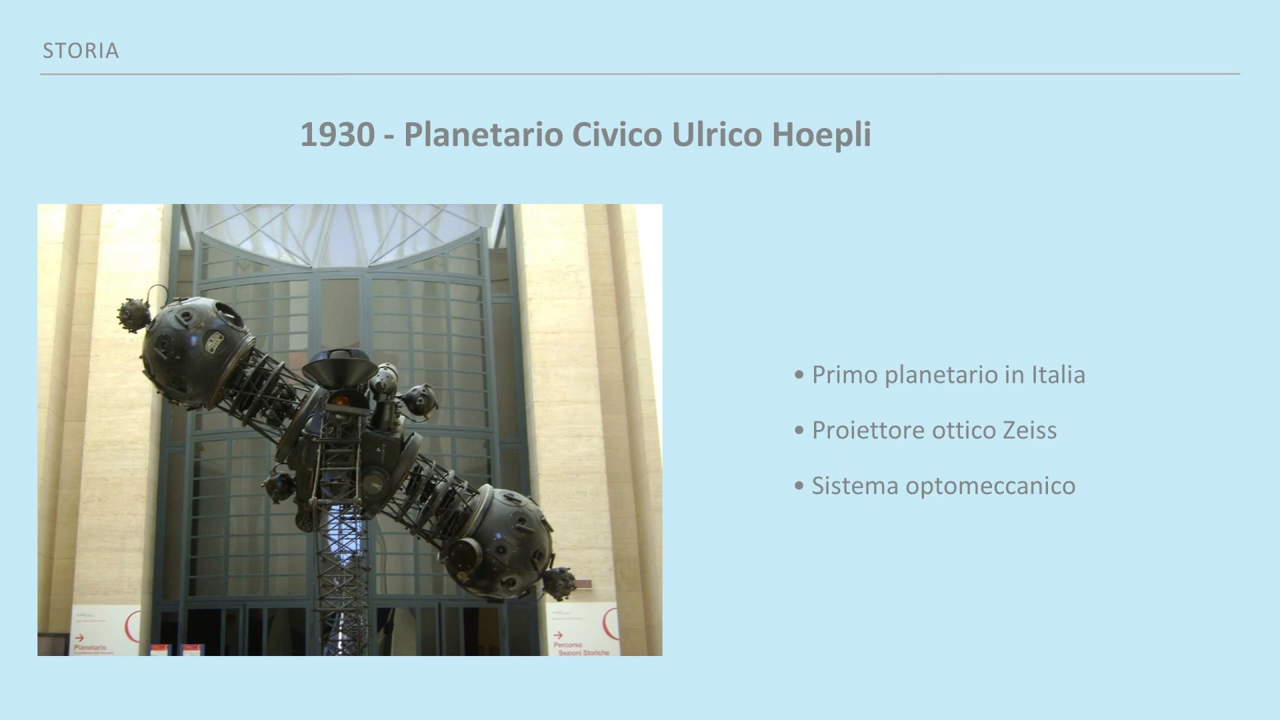 STORIA
1930 - Planetario Civico Ulrico Hoepli
• Primo planetario in Italia
• Proiettore ottico Zeiss
• Sistema optomeccanico
Planetario
Percorso
Sezioni Storiche